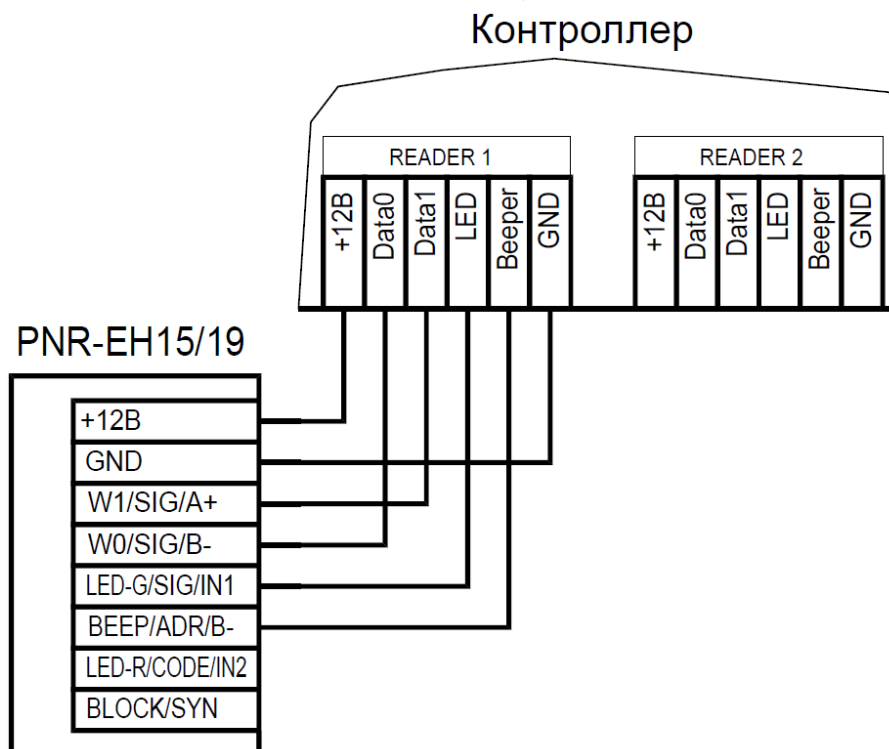 Контроллер
READER 1
READER 2
+12В
Data0
Data1
LED
Beeper
GND
+12В
Data0
Data1
LED
Beeper
GND
PNR-EH15/19
+12В
GND
W1/SIG/A+
W0/SIG/B-
LED-G/SIG/IN1
BEEP/ADR/B-
LED-R/CODE/IN2
BLOCK/SYN